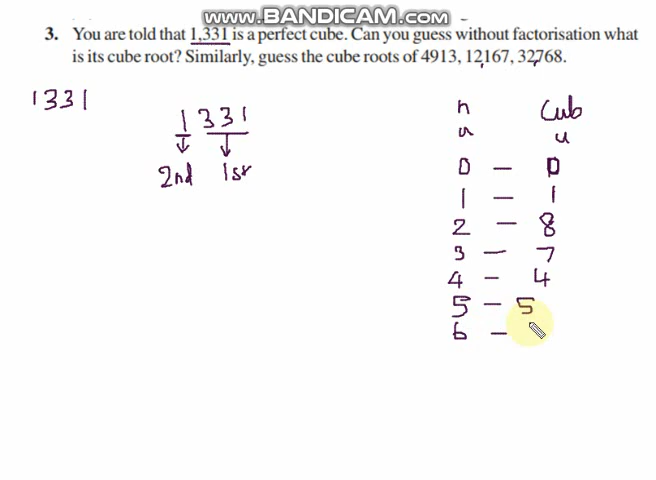 www.BANDICAM.com
3. You are told that 1,331 is a perfect cube. Can you guess without factorisation what
is its cube root? Similarly, guess the cube roots of 4913, 12167, 32768.
1331
1 331
2nd 1st
n Cub
u u
0 - 0
1 - 1
2 - 8
3 - 7
4 - 4
5 - 5
6 -